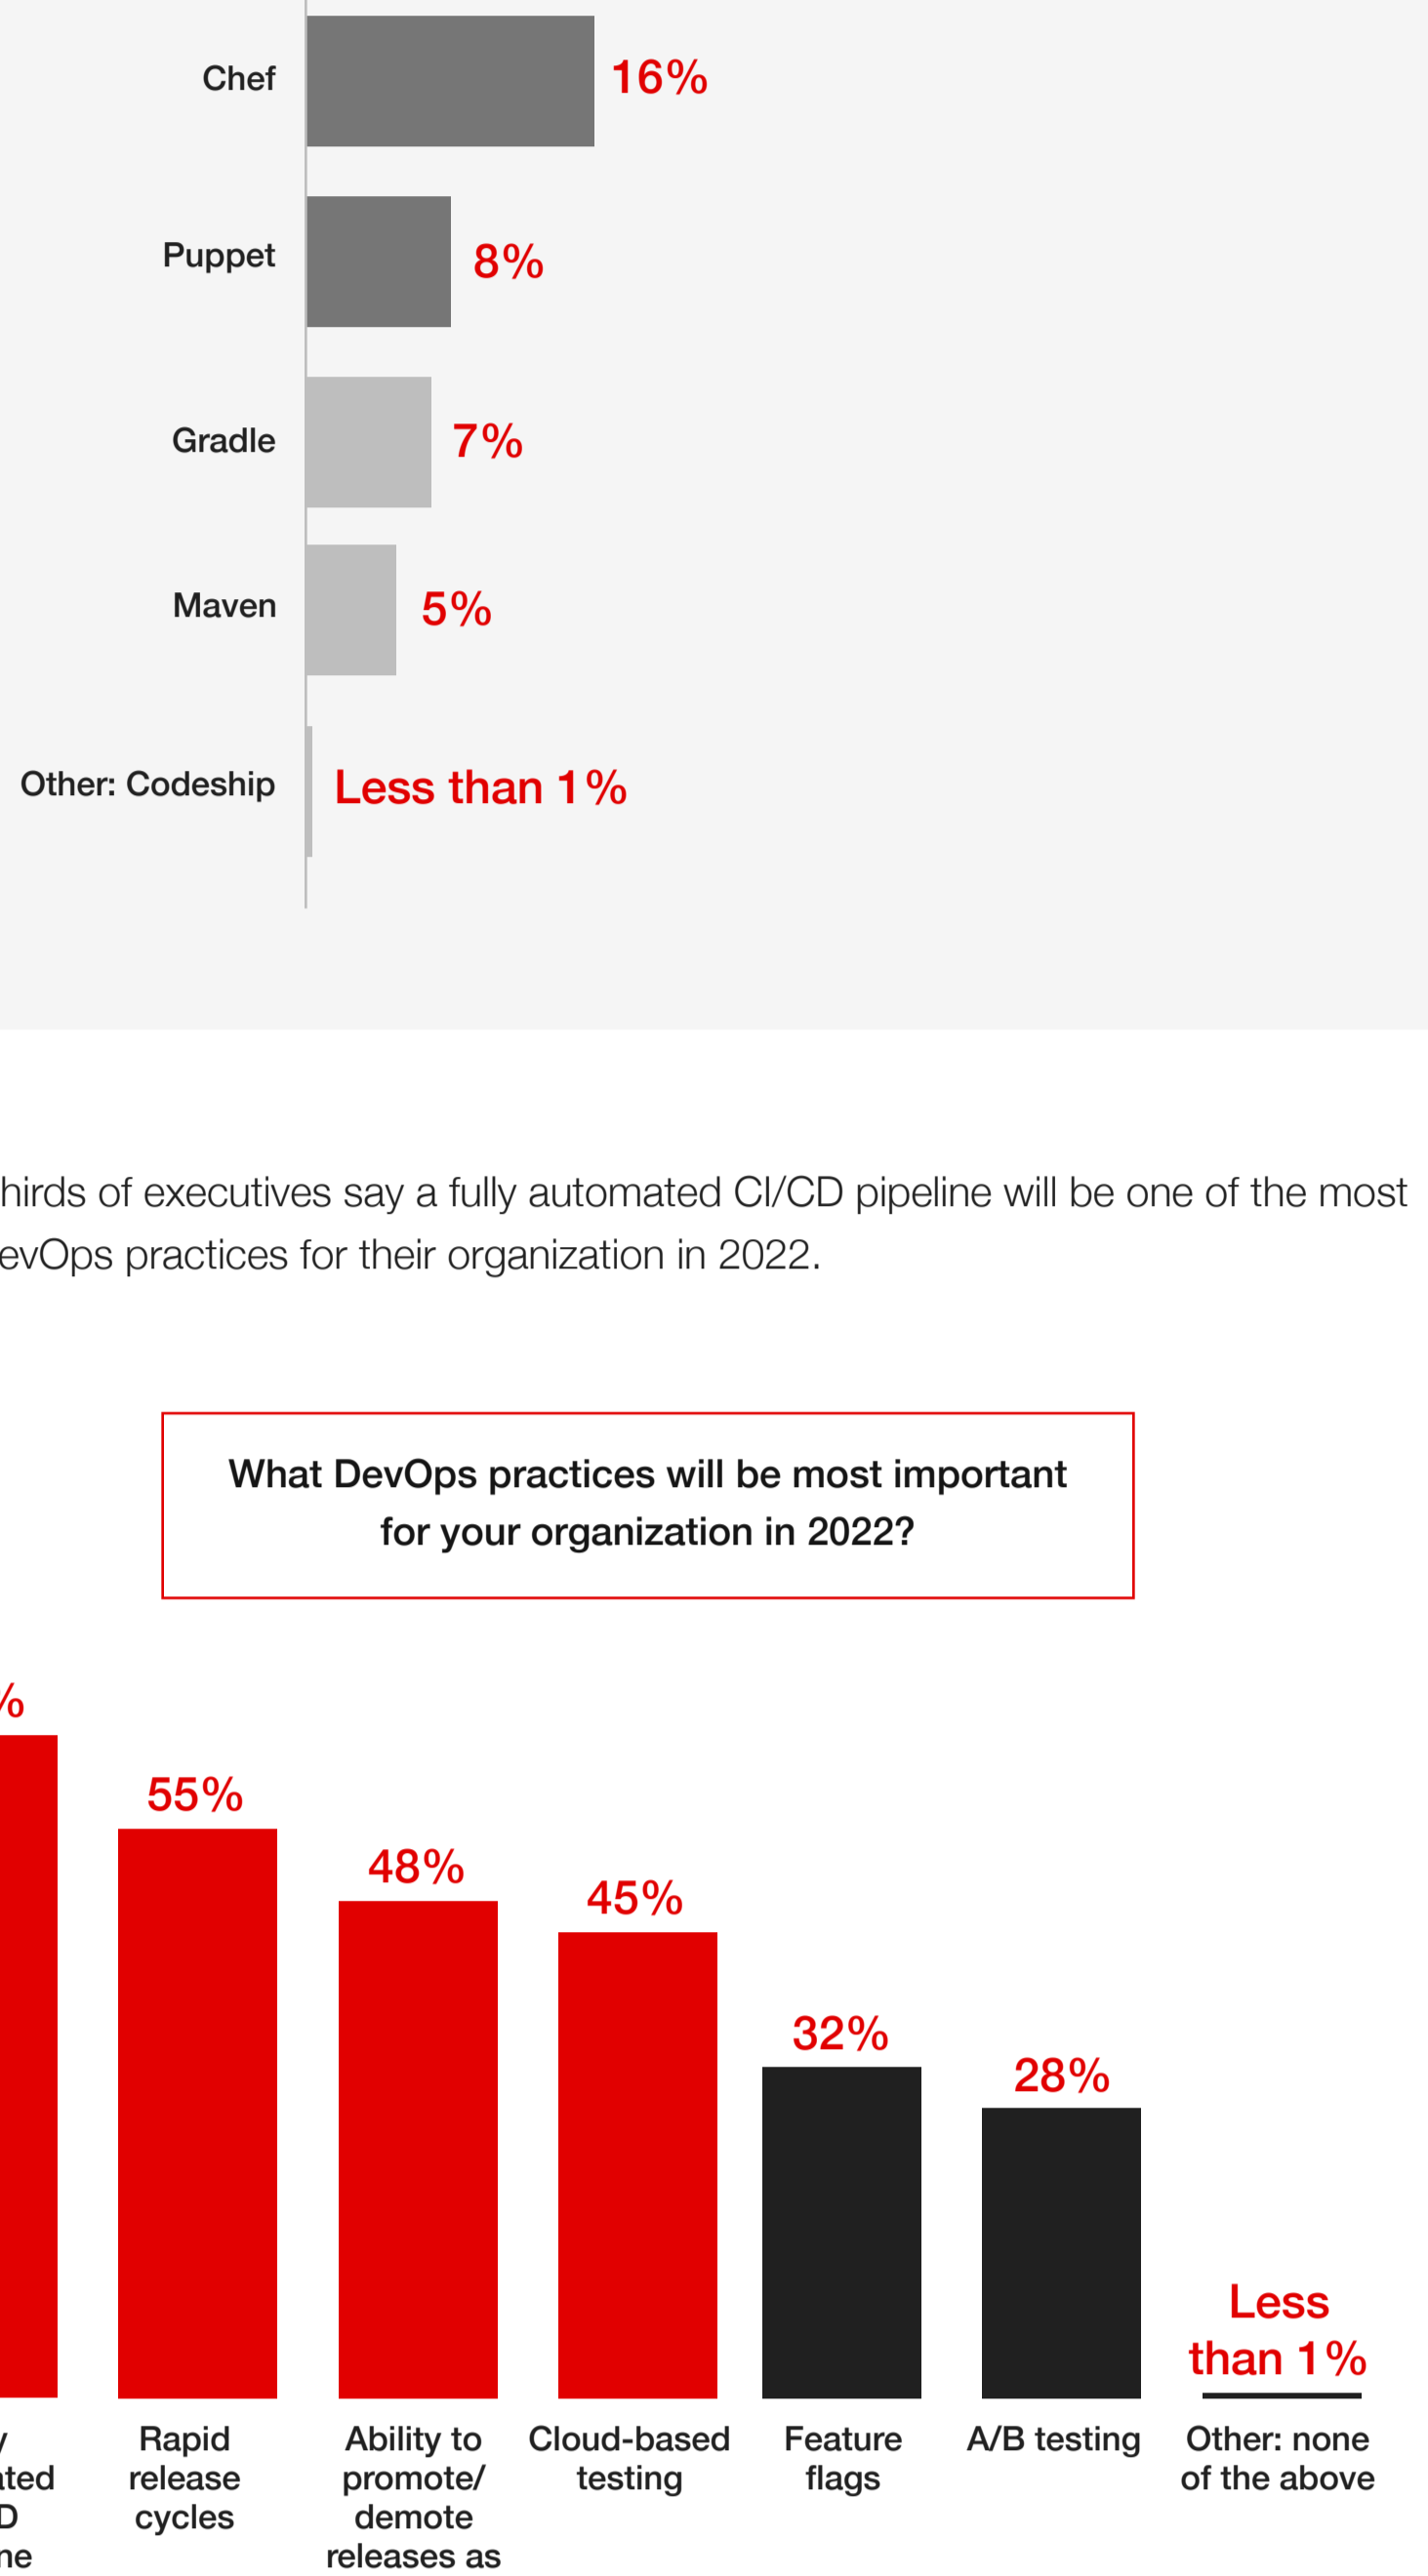 Chef
16%
Puppet
8%
Gradle
7%
Maven
5%
Other: Codeship
Less than 1%
of executives say a fully automated CI/CD pipeline will be one of the most
practices for their organization in 2022.
What DevOps practices will be most important
for your organization in 2022?
%
55%
48%
45%
32%
28%
Less
than 1%
Rapid
release
cycles
Ability to
promote/
demote
releases as
Cloud-based
testing
Feature
flags
A/B testing
Other: none
of the above